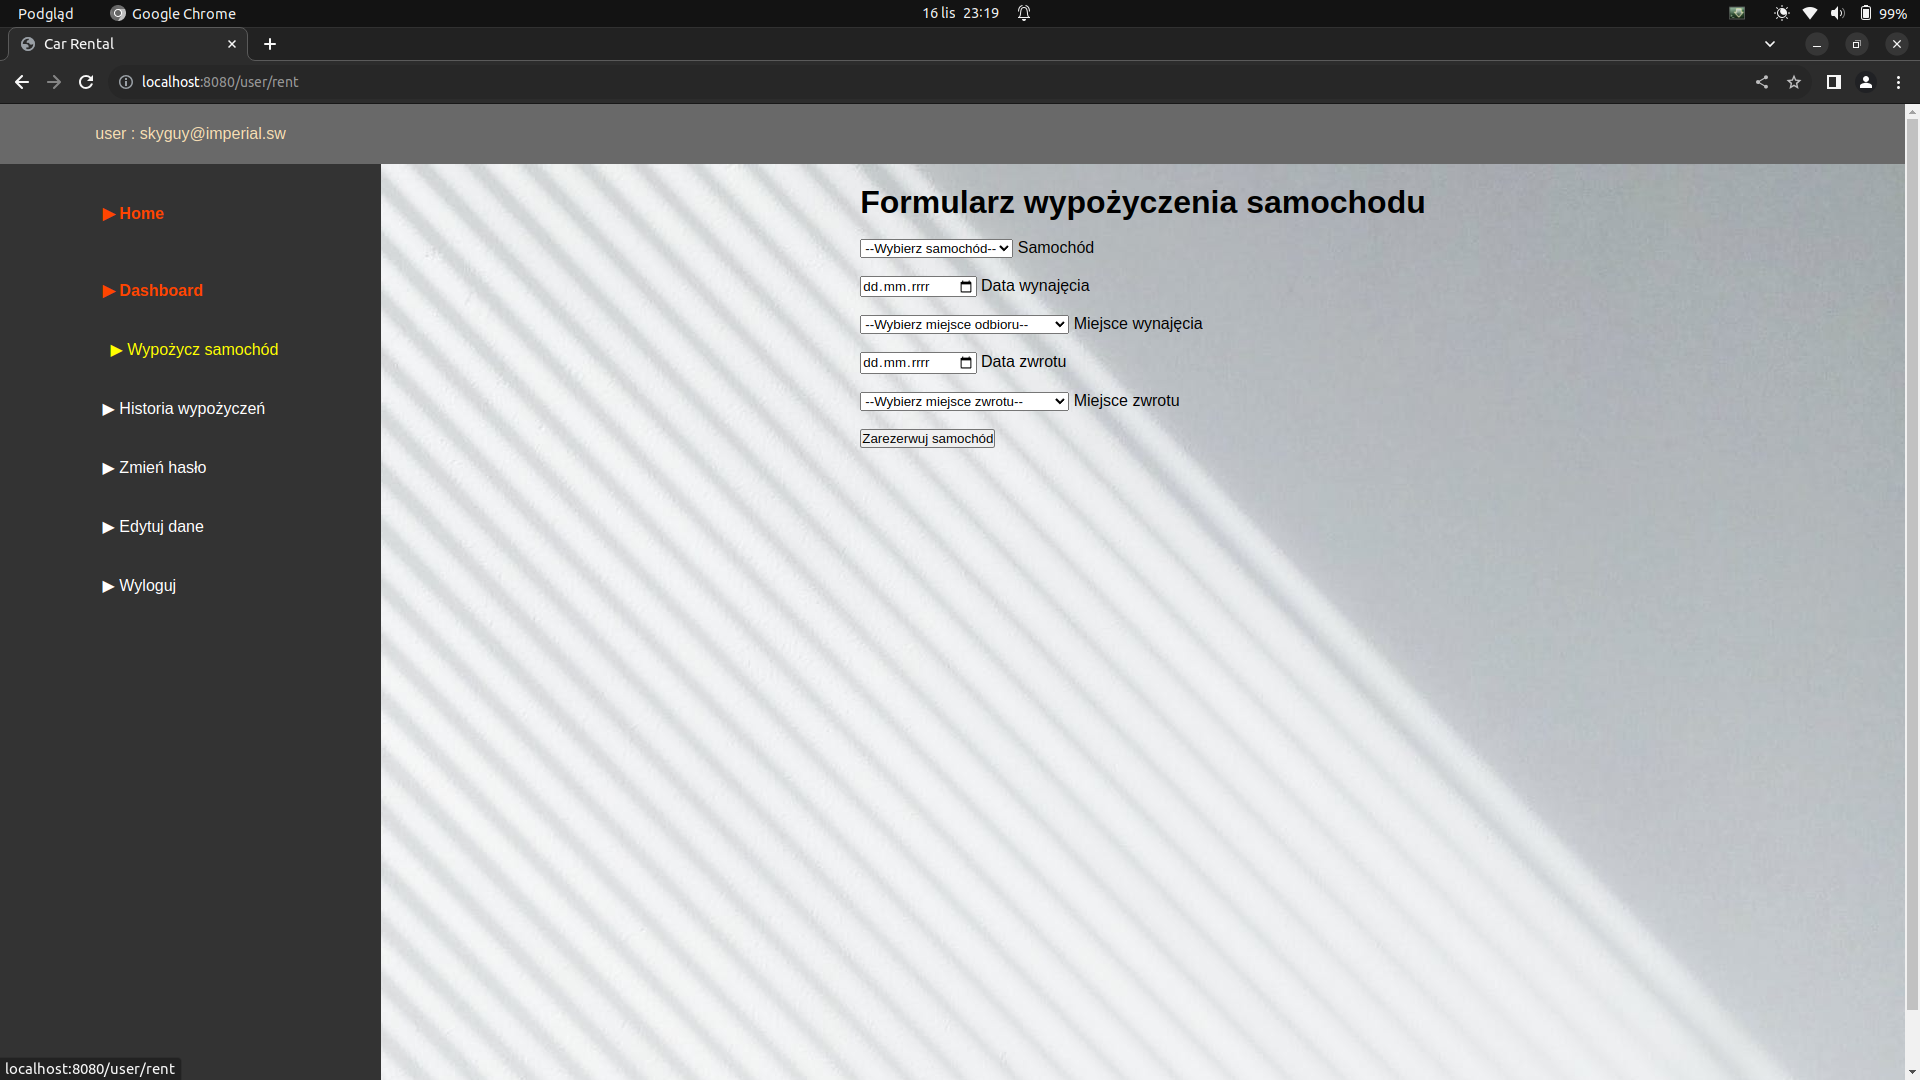 Podgląd Google Chrome 16 lis 23:19 99%
Car Rental
localhost:8080/user/rent
user : skyguy@imperial.sw
▶ Home
▶ Dashboard
▶ Wypożycz samochód
▶ Historia wypożyczeń
▶ Zmień hasło
▶ Edytuj dane
▶ Wyloguj
Formularz wypożyczenia samochodu
--Wybierz samochód-- Samochód
dd.mm.rrrr Data wynajęcia
--Wybierz miejsce odbioru-- Miejsce wynajęcia
dd.mm.rrrr Data zwrotu
--Wybierz miejsce zwrotu-- Miejsce zwrotu
Zarezerwuj samochód
localhost:8080/user/rent